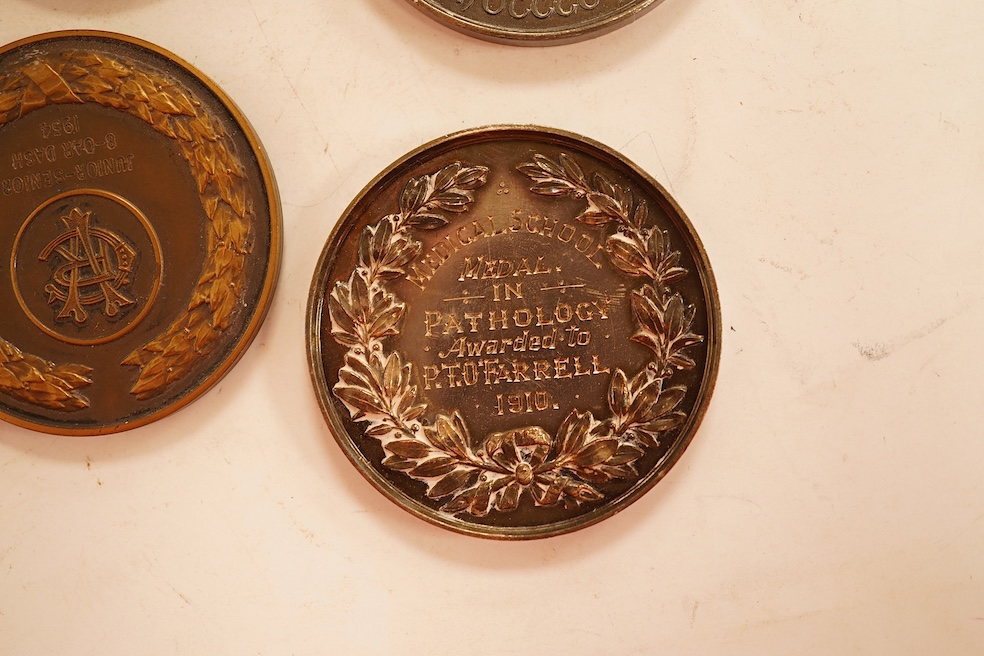 JUNIOR-SENIOR
8-OAR DASH
1954
MEDICAL SCHOOL
MEDAL.
IN
PATHOLOGY
Awarded to
P.T.O'FARRELL
1910.